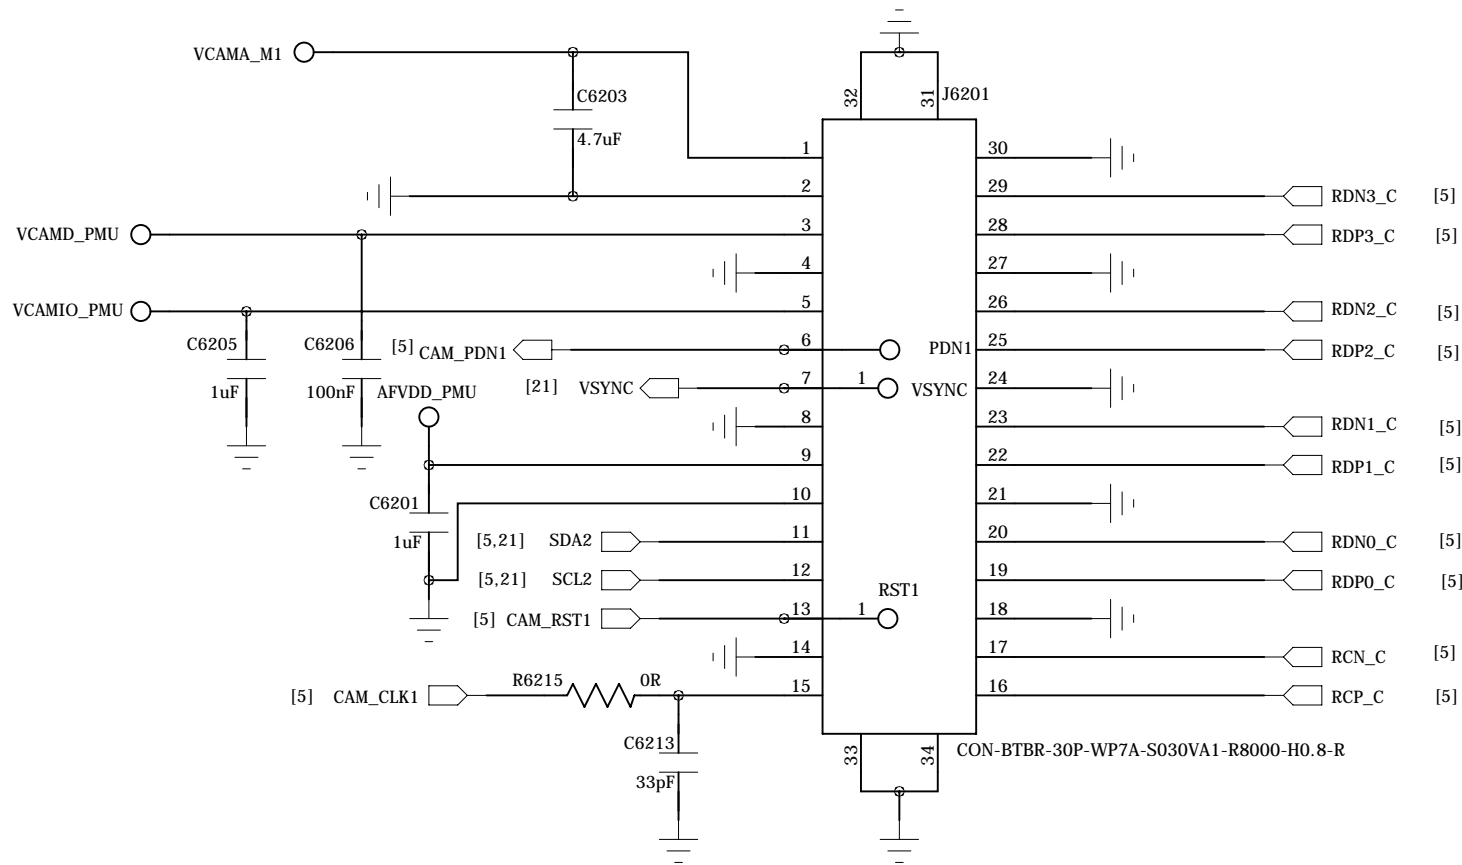 VCAMA_M1
C6203
4.7uF
32
31
J6201
1
30
2
29
RDN3_C [5]
VCAMD_PMU
3
28
RDP3_C [5]
4
27
VCAMIO_PMU
5
26
RDN2_C [5]
C6205
1uF
C6206
100nF
[5] CAM_PDN1
6
PDN1
25
RDP2_C [5]
AFVDD_PMU
[21] VSYNC
7
1
VSYNC
24
8
23
RDN1_C [5]
9
22
RDP1_C [5]
C6201
1uF
10
21
[5,21] SDA2
11
20
RDN0_C [5]
[5,21] SCL2
12
19
RDP0_C [5]
[5] CAM_RST1
13
1
RST1
18
14
17
RCN_C [5]
[5] CAM_CLK1
R6215 0R
15
16
RCP_C [5]
C6213
33pF
33
34
CON-BTBR-30P-WP7A-S030VA1-R8000-H0.8-R